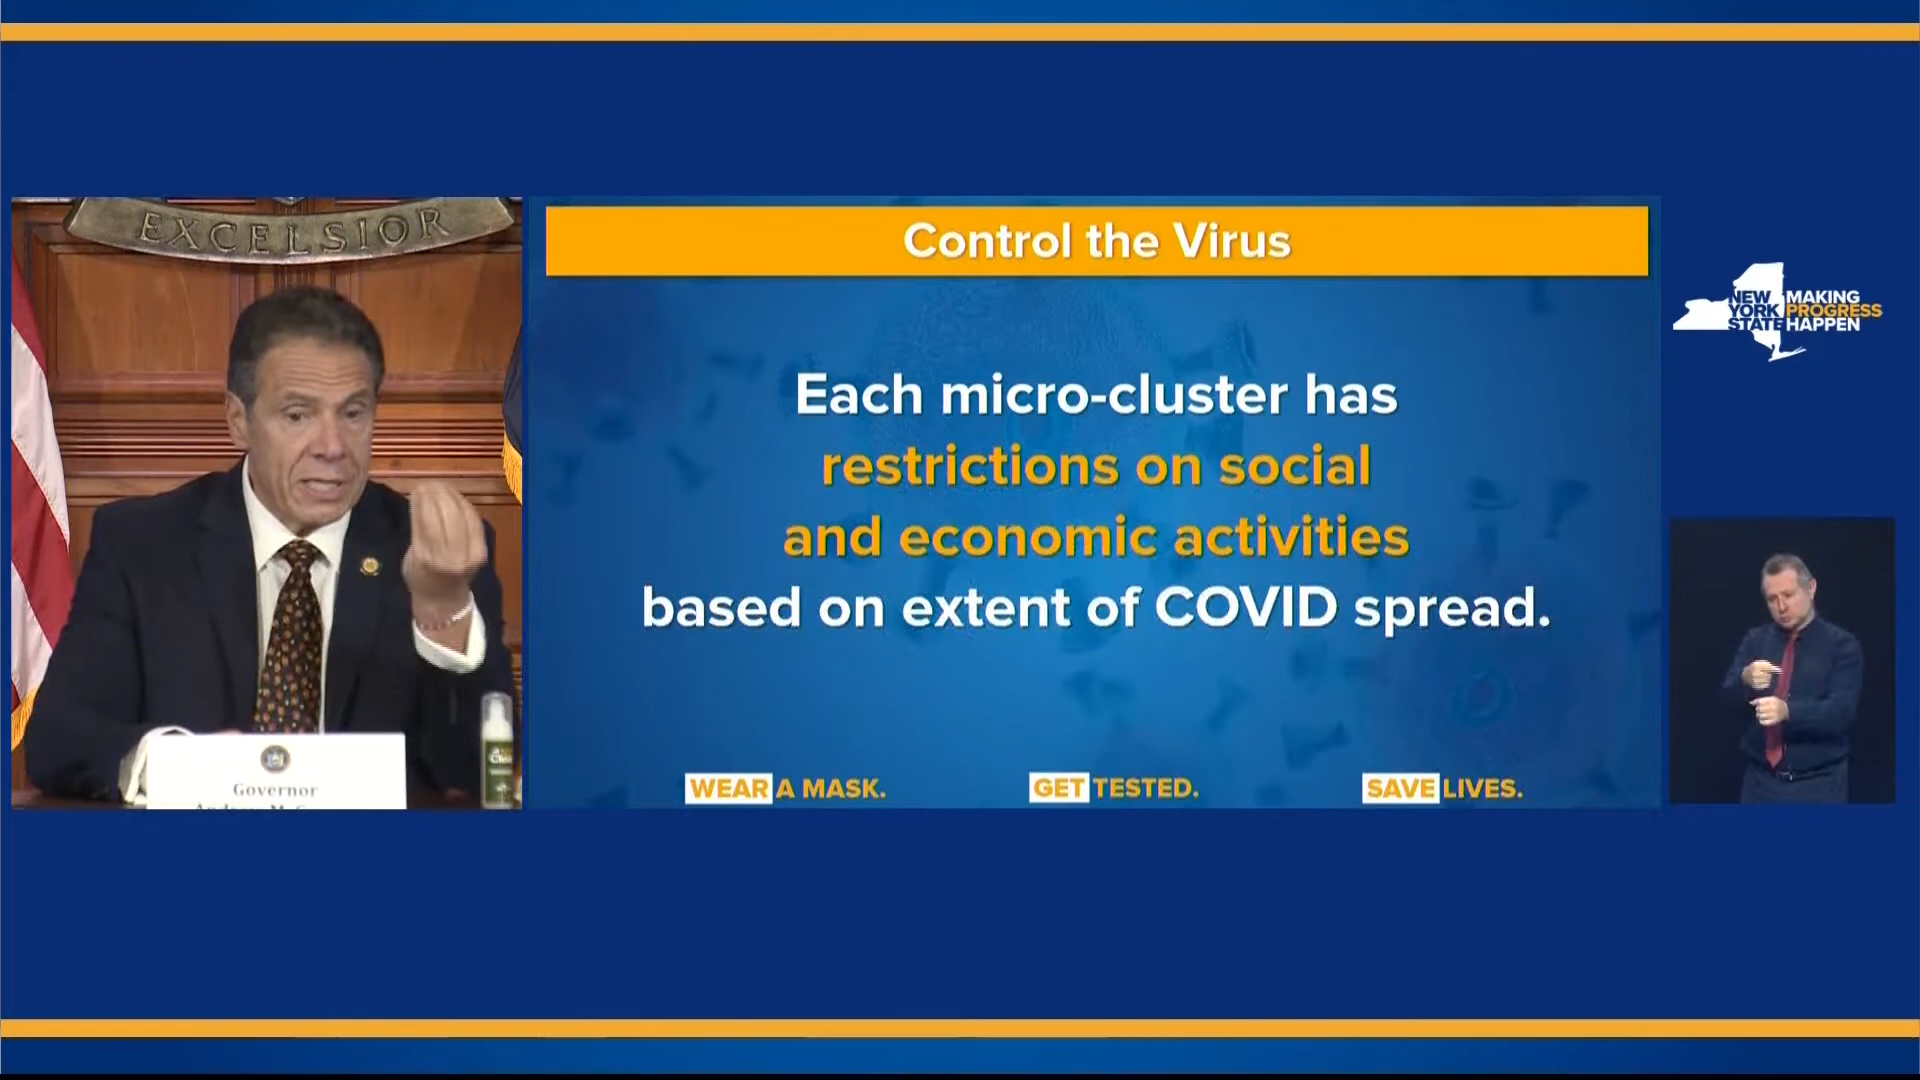 EXCELSIOR
Governor
Control the Virus
Each micro-cluster has
restrictions on social
and economic activities
based on extent of COVID spread.
WEAR A MASK.
GET TESTED.
SAVE LIVES.
NEW YORK STATE
MAKING PROGRESS HAPPEN